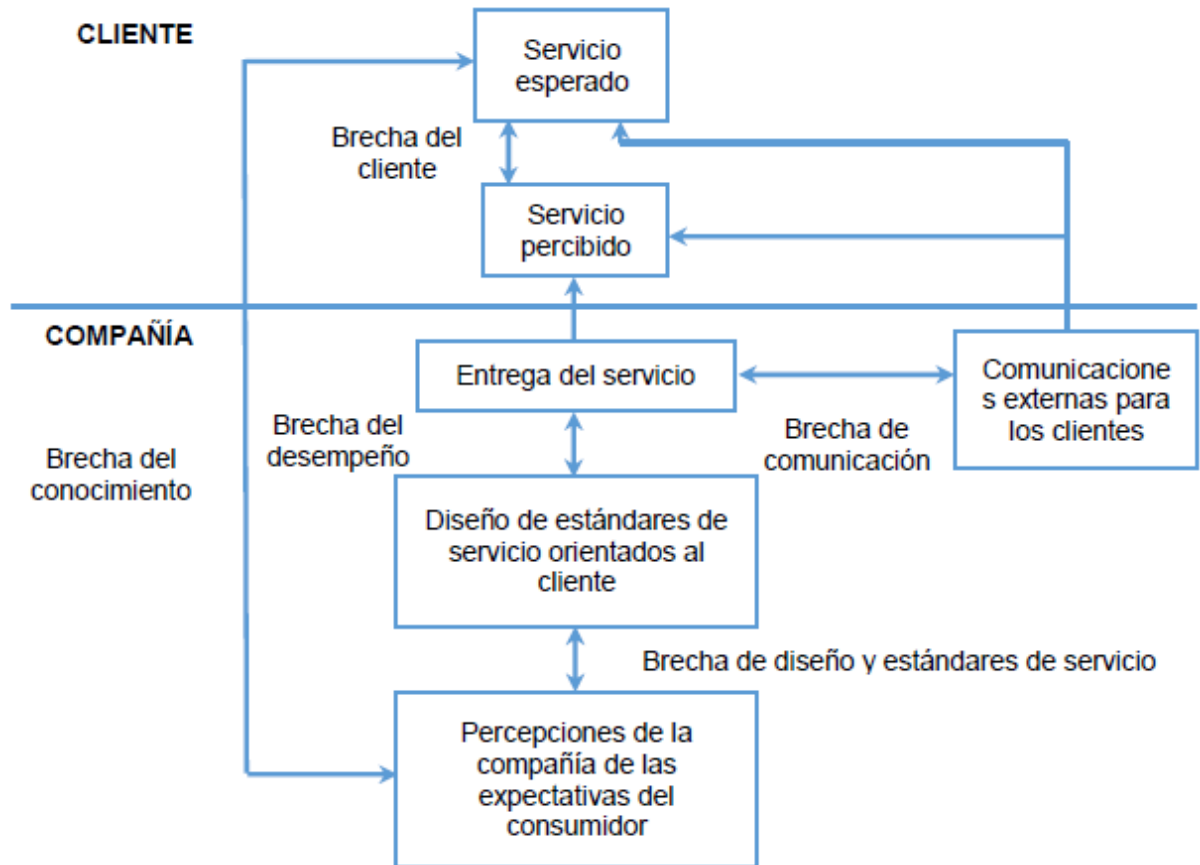 CLIENTE
Servicio
esperado
Brecha del
cliente
Servicio
percibido
COMPAÑÍA
Entrega del servicio
Comunicacione
s externas para
los clientes
Brecha del
desempeño
Brecha de
comunicación
Brecha del
conocimiento
Diseño de estándares de
servicio orientados al
cliente
Brecha de diseño y estándares de servicio
Percepciones de la
compañía de las
expectativas del
consumidor